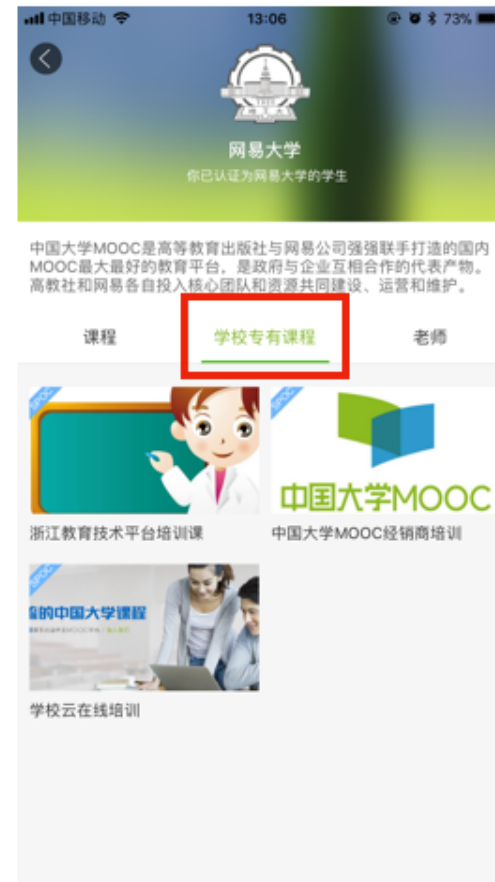 中国移动 13:06 73%
网易大学
你已认证为网易大学的学生
中国大学MOOC是高等教育出版社与网易公司强强联手打造的国内
MOOC最大最好的教育平台。是政府与企业互相合作的代表产物。
高教社和网易各自投入核心团队和资源共同建设、运营和维护。
课程 学校专有课程 老师
SPOC SPOC
中国大学MOOC
浙江教育技术平台培训课 中国大学MOOC经销商培训
SPOC
的中国大学课程
学校云在线培训